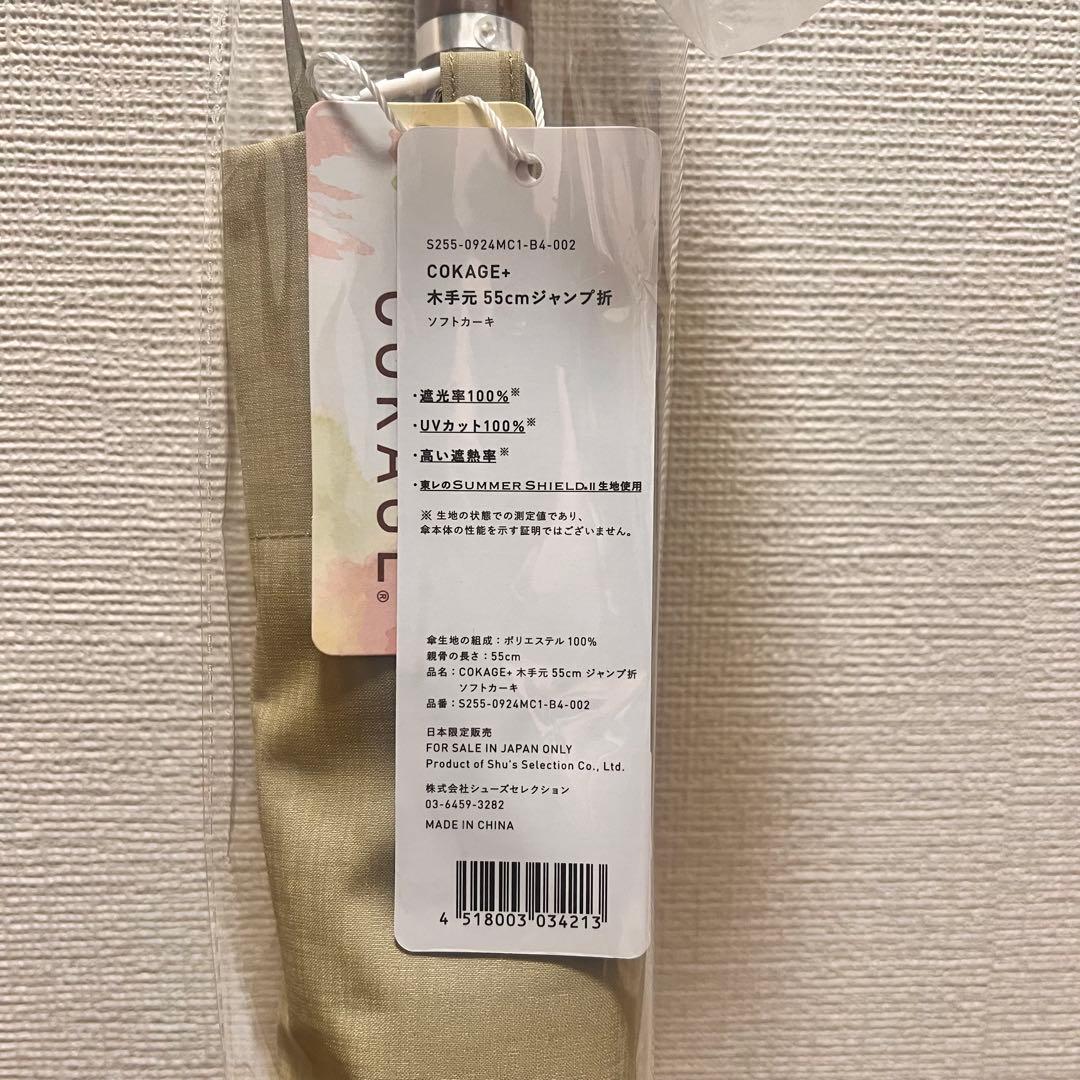 COKAGE®
S255-0924MC1-B4-002
COKAGE+
木手元 55cmジャンプ折
ソフトカーキ
・遮光率100%※
・UVカット100%※
・高い遮熱率※
・東レのSUMMER SHIELD®II生地使用
※ 生地の状態での測定値であり、
傘本体の性能を示す証明ではございません。
傘生地の組成：ポリエステル100%
親骨の長さ：55cm
品名：COKAGE+ 木手元 55cm ジャンプ折
ソフトカーキ
品番：S255-0924MC1-B4-002
日本限定販売
FOR SALE IN JAPAN ONLY
Product of Shu's Selection Co., Ltd.
株式会社シューズセレクション
03-6459-3282
MADE IN CHINA
4 518003 034213